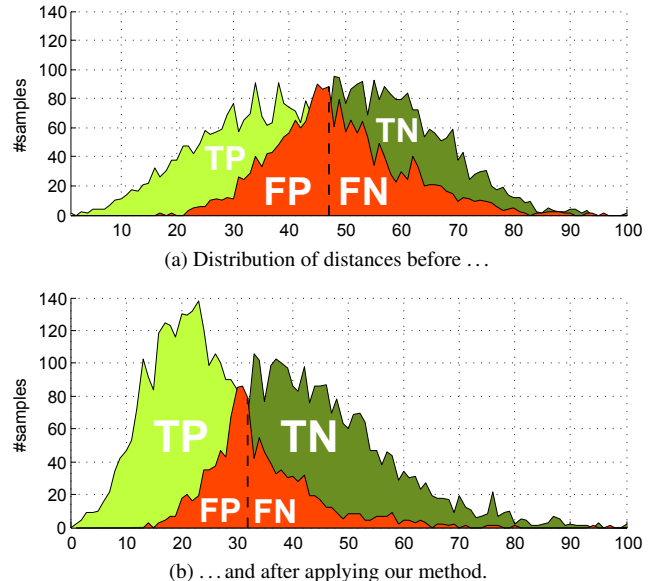 140
120
100
80
60
40
20
0
#samples
TP
FP
FN
TN
10 20 30 40 50 60 70 80 90 100
(a) Distribution of distances before ...
140
120
100
80
60
40
20
0
#samples
TP
TN
FP
FN
0 10 20 30 40 50 60 70 80 90 100
(b) ... and after applying our method.